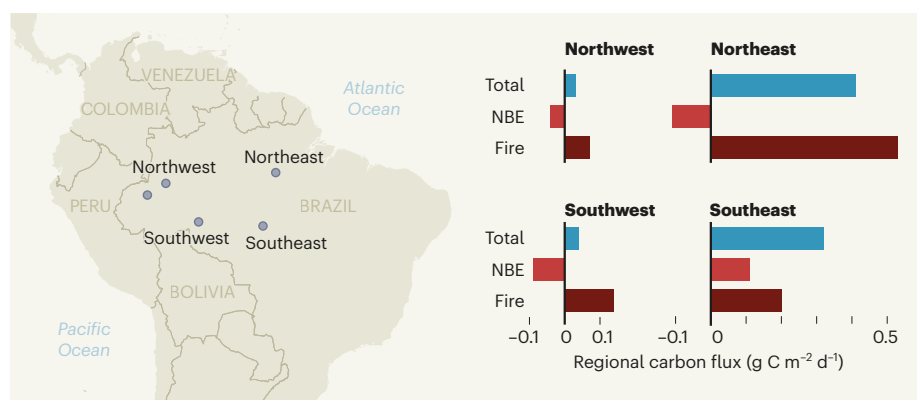 VENEZUELA
COLOMBIA
Atlantic
Ocean
Northwest
Northeast
PERU
BRAZIL
Southwest
Southeast
BOLIVIA
Pacific
Ocean
Northwest
Northeast
Total
NBE
Fire
Southwest
Southeast
Total
NBE
Fire
−0.1 0 0.1 −0.1 0 0.5
Regional carbon flux (g C m⁻² d⁻¹)